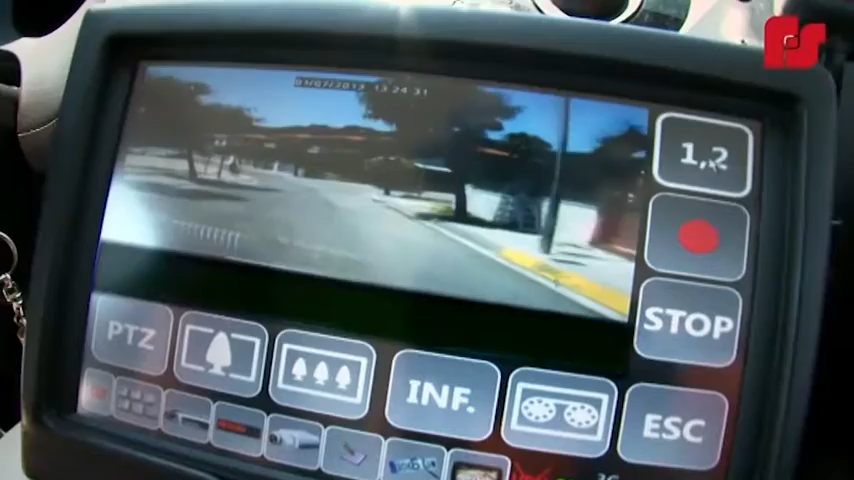 01/07/2013 13 24 31
1,2
STOP
PTZ
INF.
ESC